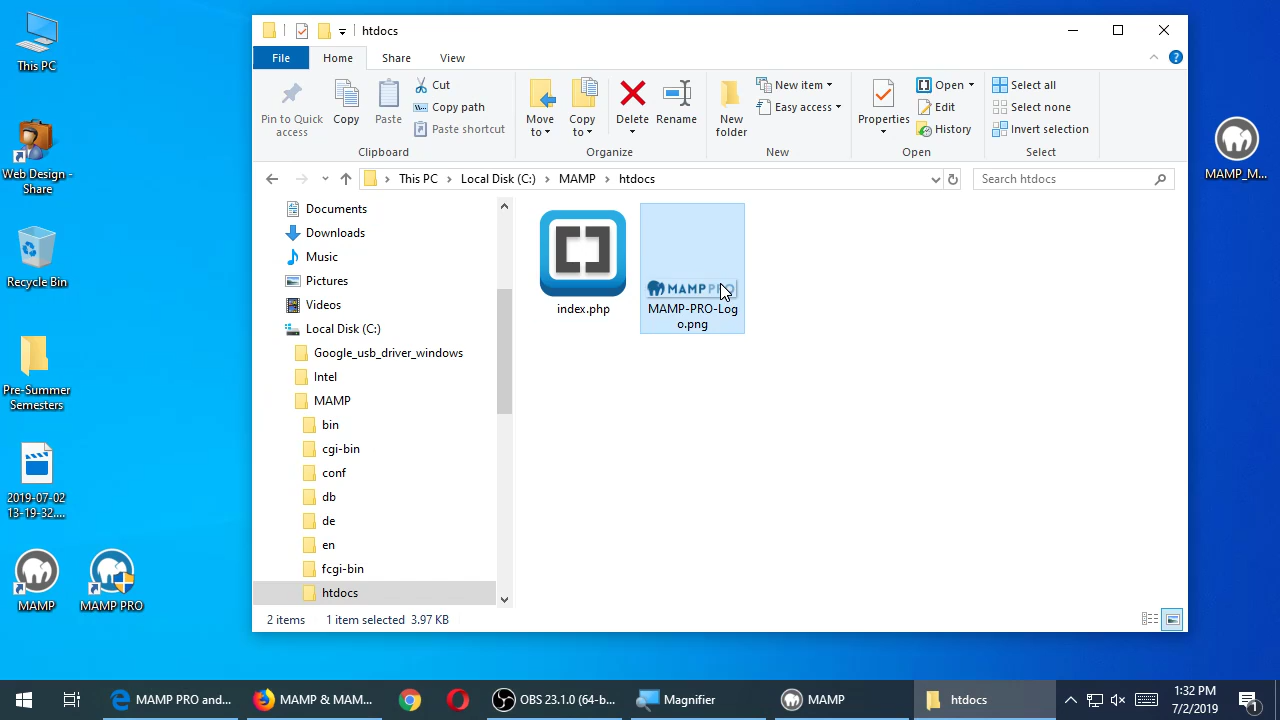 This PC
Web Design -
Share
Recycle Bin
Pre-Summer
Semesters
2019-07-02
13-19-32....
MAMP
MAMP PRO
htdocs
File
Home
Share
View
Pin to Quick
access
Copy
Paste
Cut
Copy path
Paste shortcut
Clipboard
Move
to
Copy
to
Delete
Rename
Organize
New
folder
New item
Easy access
New
Properties
Open
Edit
History
Open
Select all
Select none
Invert selection
Select
This PC
Local Disk (C:)
MAMP
htdocs
Search htdocs
Documents
Downloads
Music
Pictures
Videos
Local Disk (C:)
Google_usb_driver_windows
Intel
MAMP
bin
cgi-bin
conf
db
de
en
fcgi-bin
htdocs
index.php
MAMP PRO
MAMP-PRO-Log
o.png
2 items
1 item selected 3.97 KB
MAMP_M...
MAMP PRO and...
MAMP & MAM...
OBS 23.1.0 (64-b...
Magnifier
MAMP
htdocs
1:32 PM
7/2/2019
1